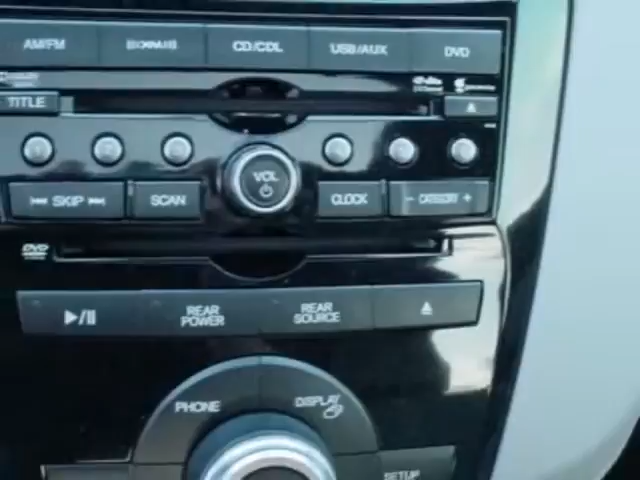 AM/FM CD/CDL USB/AUX DVD
TITLE
VOL
SKIP SCAN CLOCK - CATEGORY +
DVD
REAR POWER
REAR SOURCE
PHONE DISPLAY
SETUP